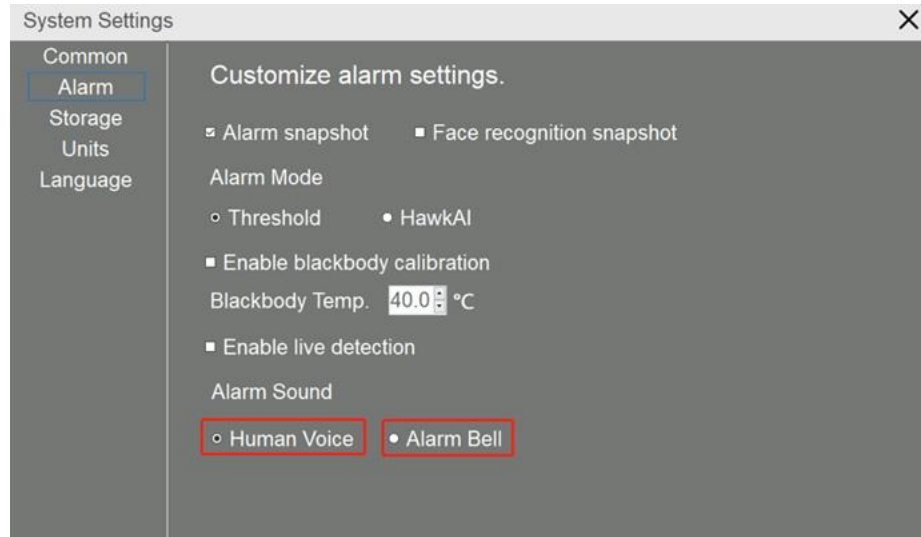 System Settings
Common
Alarm
Storage
Units
Language
Customize alarm settings.
Alarm snapshot Face recognition snapshot
Alarm Mode
Threshold HawkAI
Enable blackbody calibration
Blackbody Temp. 40.0 °C
Enable live detection
Alarm Sound
Human Voice Alarm Bell